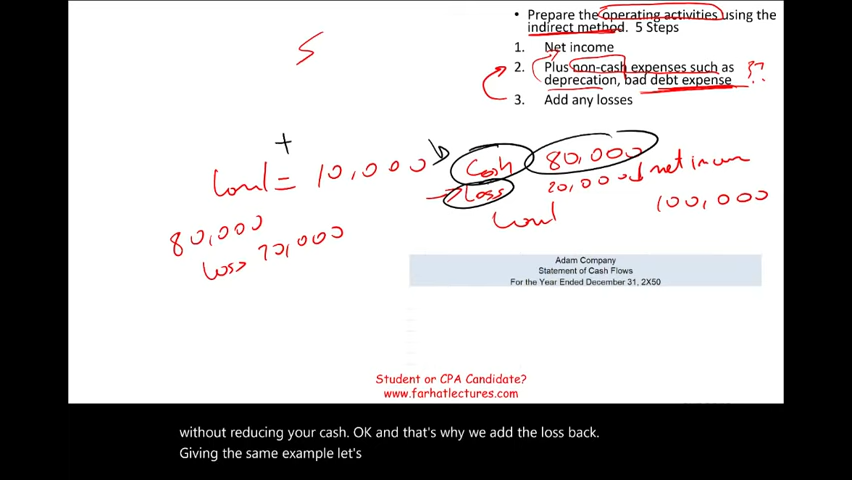 • Prepare the operating activities using the
indirect method. 5 Steps
1. Net income
2. Plus non-cash expenses such as
deprecation, bad debt expense ??
3. Add any losses
5
+
Land = 10,000
Cash 80,000
Loss 20,000 net incom
Land 100,000
80,000
loss 20,000
Adam Company
Statement of Cash Flows
For the Year Ended December 31, 2X50
Student or CPA Candidate?
www.farhatlectures.com
without reducing your cash. OK and that's why we add the loss back.
Giving the same example let's